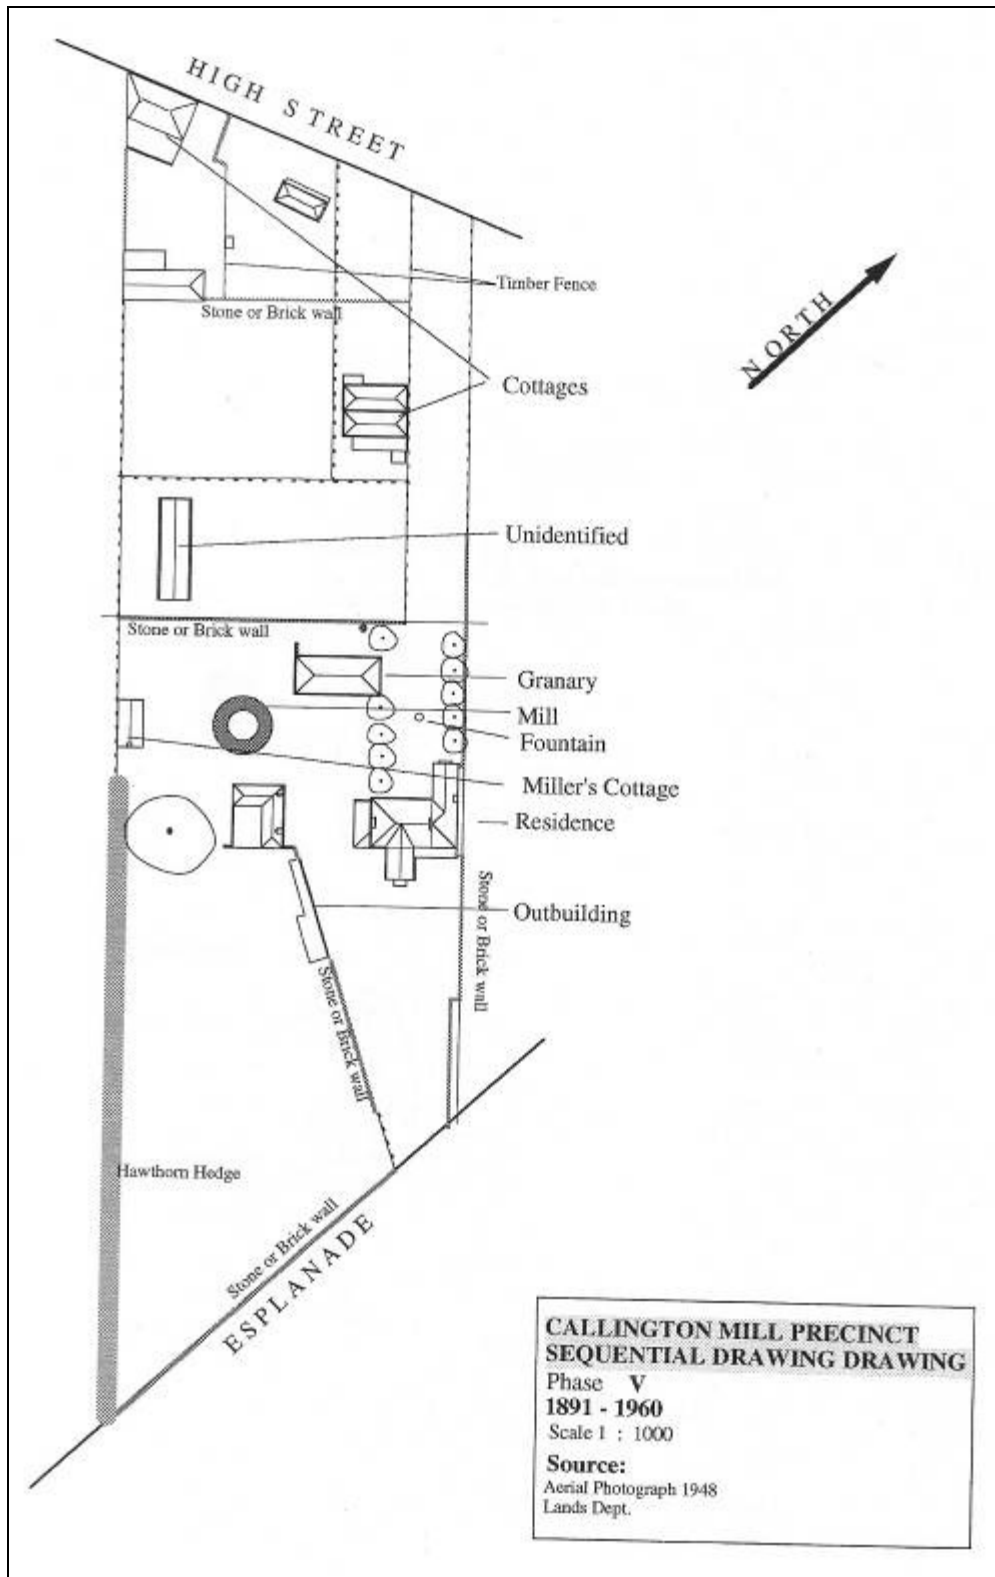 HIGH STREET
Timber Fence
Stone or Brick wall
NORTH
Cottages
Unidentified
Stone or Brick wall
Granary
Mill
Fountain
Miller's Cottage
Residence
Stone or Brick wall
Outbuilding
Stone or Brick wall
Hawthorn Hedge
Stone or Brick wall
ESPLANADE
CALLINGTON MILL PRECINCT
SEQUENTIAL DRAWING DRAWING
Phase V
1891 - 1960
Scale 1 : 1000
Source:
Aerial Photograph 1948
Lands Dept.